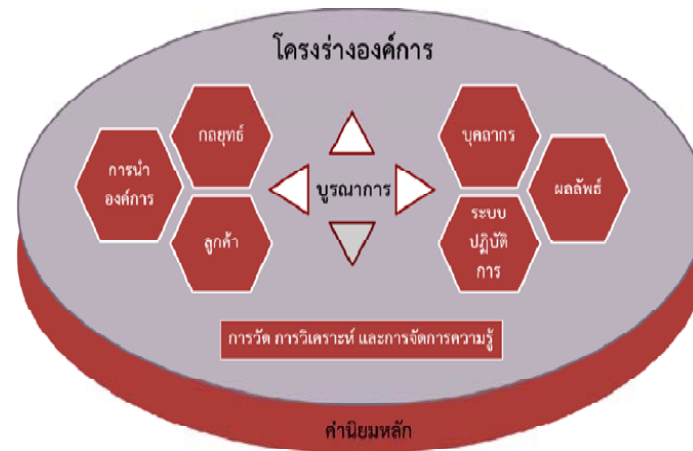 โครงร่างองค์การ
กลยุทธ์
บุคลากร
การนำ
องค์การ
บูรณาการ
ผลลัพธ์
ลูกค้า
ระบบ
ปฏิบัติ
การ
การวัด การวิเคราะห์ และการจัดการความรู้
ค่านิยมหลัก